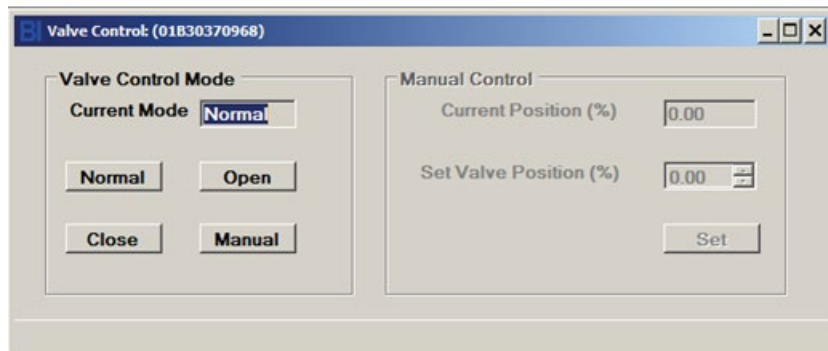 BI Valve Control: (01B30370968)
Valve Control Mode
Current Mode Normal
Normal Open
Close Manual
Manual Control
Current Position (%) 0.00
Set Valve Position (%) 0.00
Set